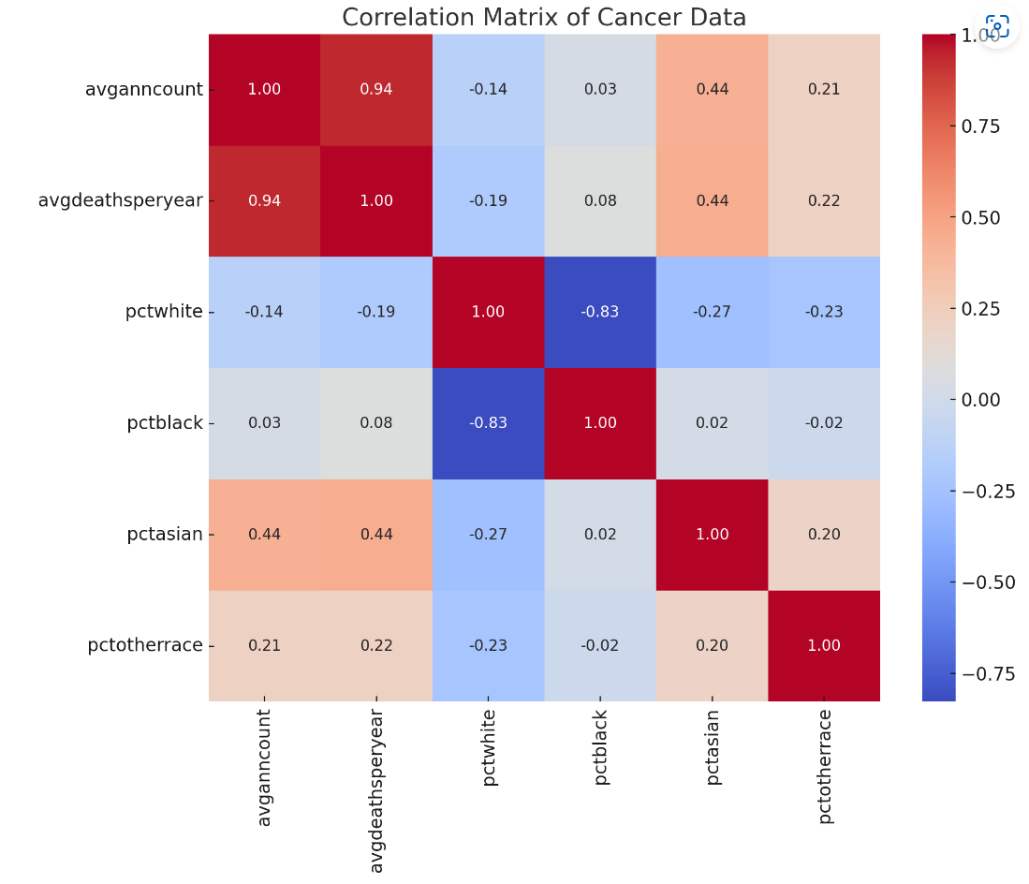 Correlation Matrix of Cancer Data
avganncount 1.00 0.94 -0.14 0.03 0.44 0.21
avgdeathsperyear 0.94 1.00 -0.19 0.08 0.44 0.22
pctwhite -0.14 -0.19 1.00 -0.83 -0.27 -0.23
pctblack 0.03 0.08 -0.83 1.00 0.02 -0.02
pctasian 0.44 0.44 -0.27 0.02 1.00 0.20
pctotherrace 0.21 0.22 -0.23 -0.02 0.20 1.00
avganncount
avgdeathsperyear
pctwhite
pctblack
pctasian
pctotherrace
1.00
0.75
0.50
0.25
0.00
−0.25
−0.50
−0.75